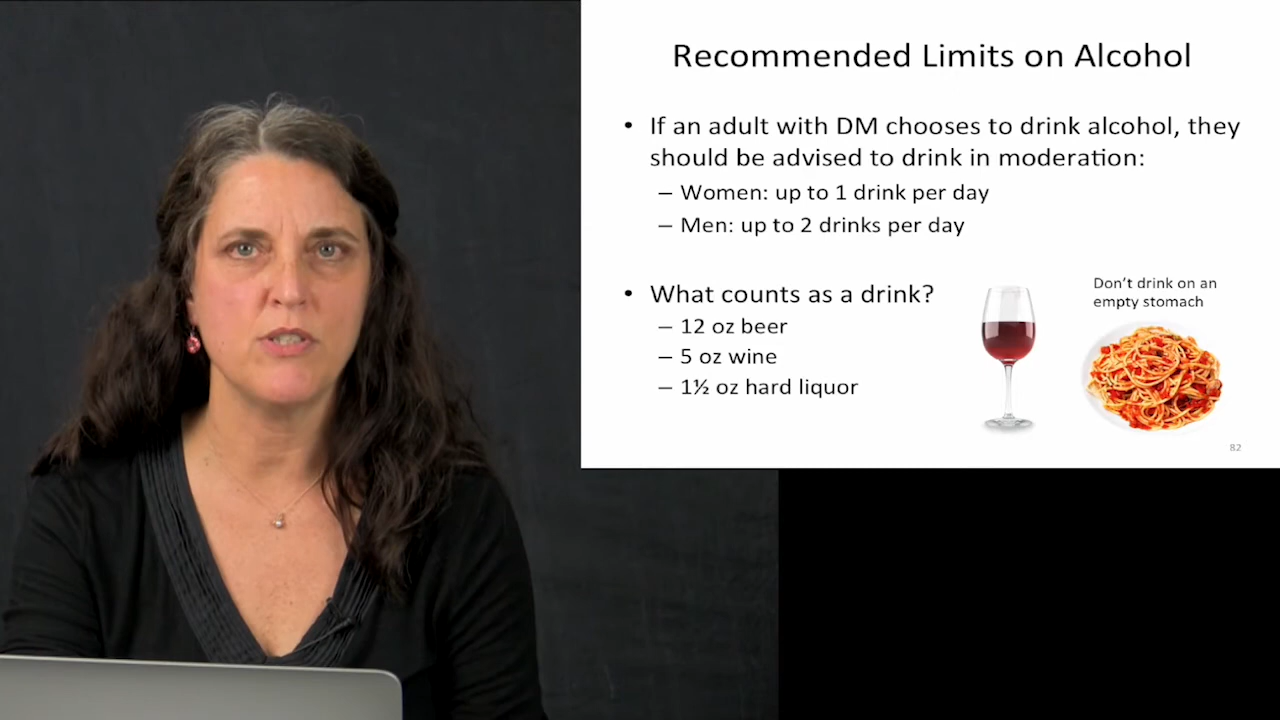 Recommended Limits on Alcohol
• If an adult with DM chooses to drink alcohol, they
should be advised to drink in moderation:
– Women: up to 1 drink per day
– Men: up to 2 drinks per day
• What counts as a drink?
– 12 oz beer
– 5 oz wine
– 1½ oz hard liquor
Don't drink on an
empty stomach
82